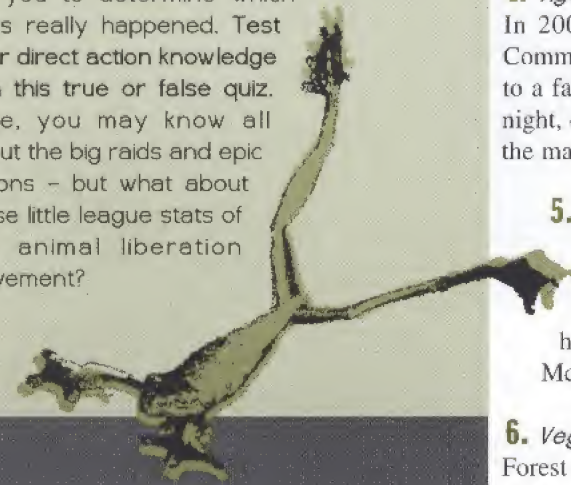 s really happened. Test
r direct action knowledge
this true or false quiz.
e, you may know all
ut the big raids and epic
ons – but what about
se little league stats of
animal liberation
vement?
In 200
Comm
to a fa
night,
the ma
5.
h
Mc
6. Veg
Forest